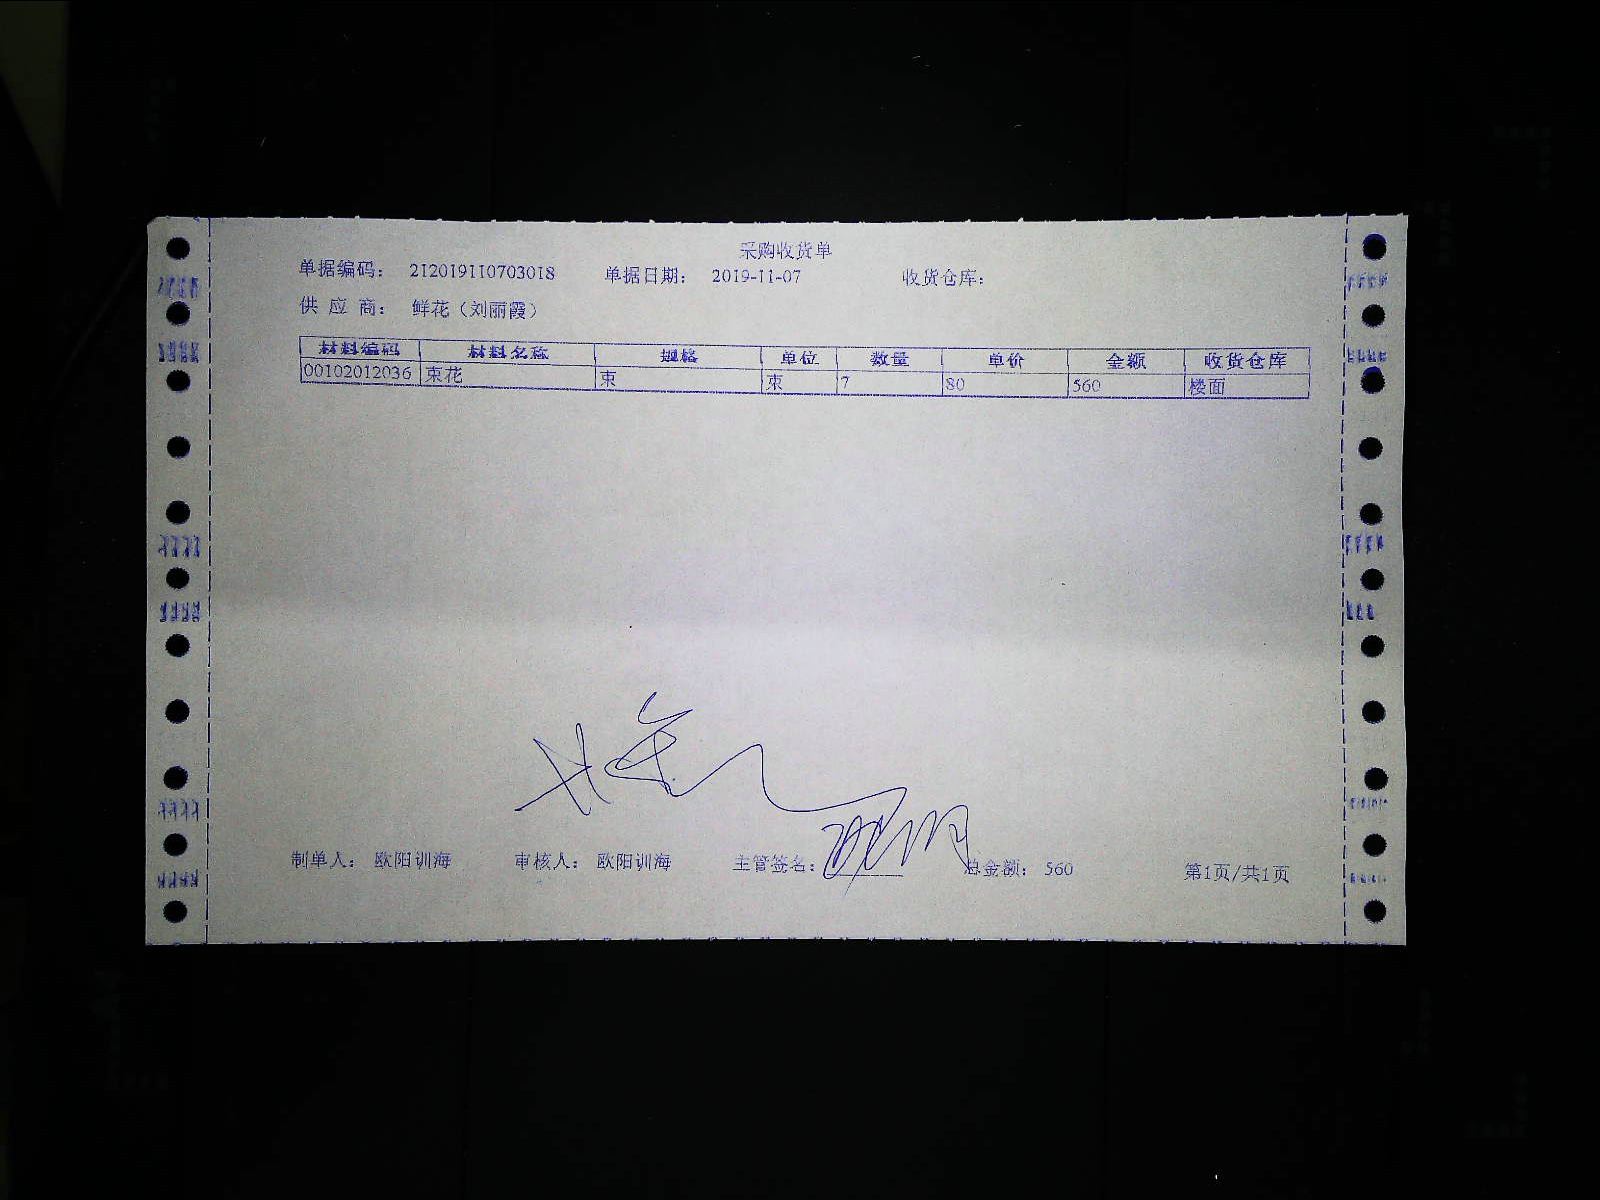 采购收货单
单据编码： 212019110703018 单据日期： 2019-11-07 收货仓库：
供 应 商： 鲜花（刘丽霞）
材料编码 材料名称 规格 单位 数量 单价 金额 收货仓库
00102012036 束花 束 束 7 80 560 楼面
制单人： 欧阳训海 审核人： 欧阳训海 主管签名： 总金额： 560 第1页/共1页